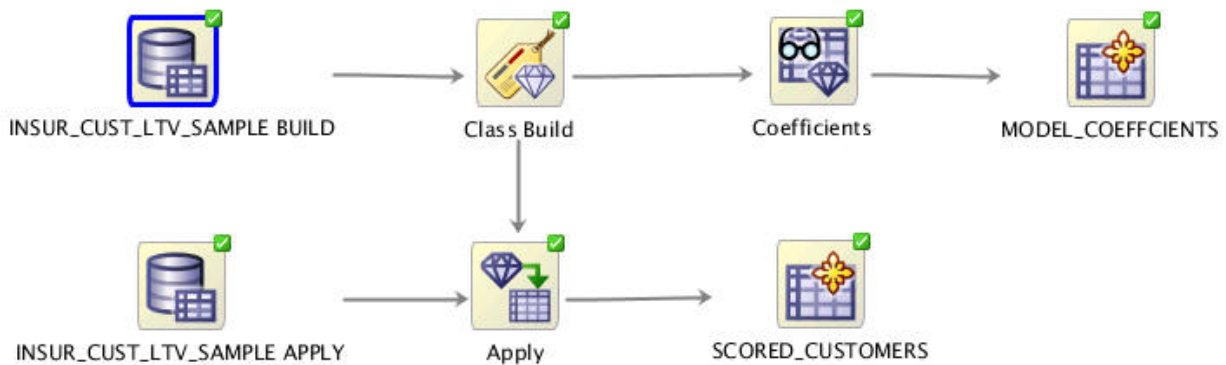 INSUR_CUST_LTV_SAMPLE BUILD
Class Build
Coefficients
MODEL_COEFFCIENTS
INSUR_CUST_LTV_SAMPLE APPLY
Apply
SCORED_CUSTOMERS